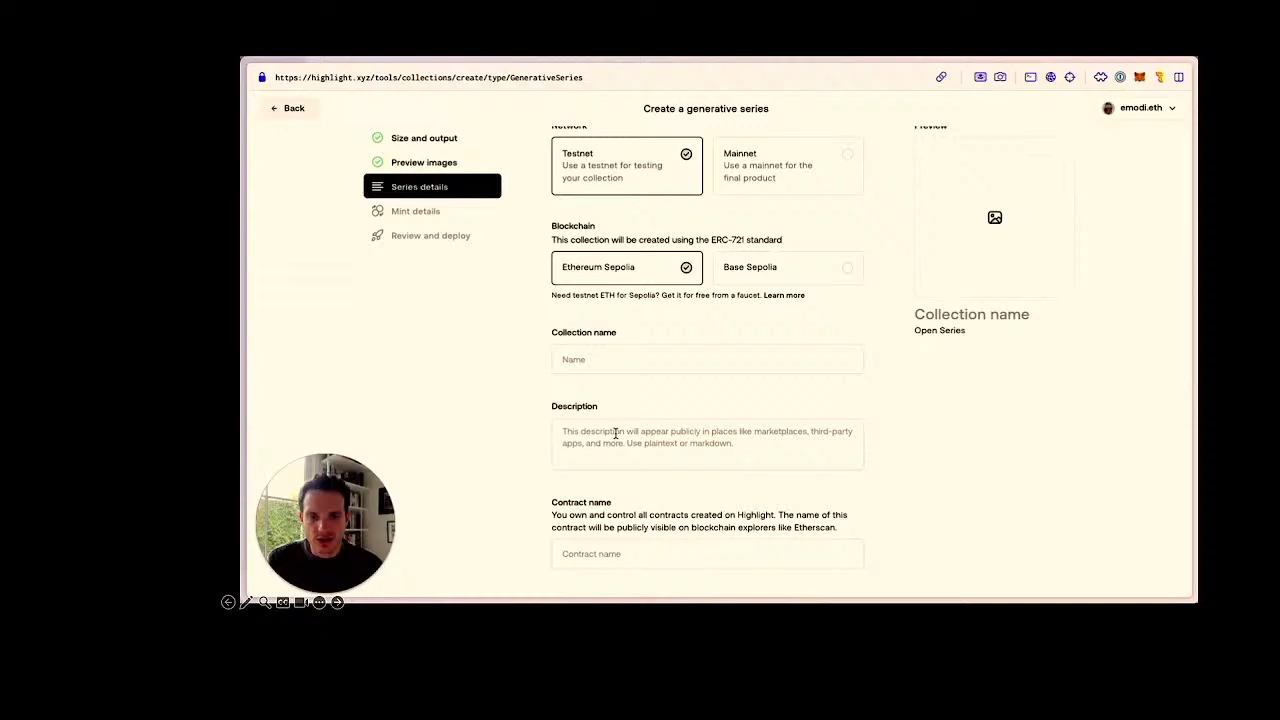 https://highlight.xyz/tools/collections/create/type/GenerativeSeries
Back
Create a generative series
emodi.eth
Size and output
Preview images
Series details
Mint details
Review and deploy
Network
Testnet
Use a testnet for testing
your collection
Mainnet
Use a mainnet for the
final product
Blockchain
This collection will be created using the ERC-721 standard
Ethereum Sepolia
Base Sepolia
Need testnet ETH for Sepolia? Get it for free from a faucet. Learn more
Collection name
Name
Description
This description will appear publicly in places like marketplaces, third-party
apps, and more. Use plaintext or markdown.
Contract name
You own and control all contracts created on Highlight. The name of this
contract will be publicly visible on blockchain explorers like Etherscan.
Contract name
Preview
Collection name
Open Series
CC